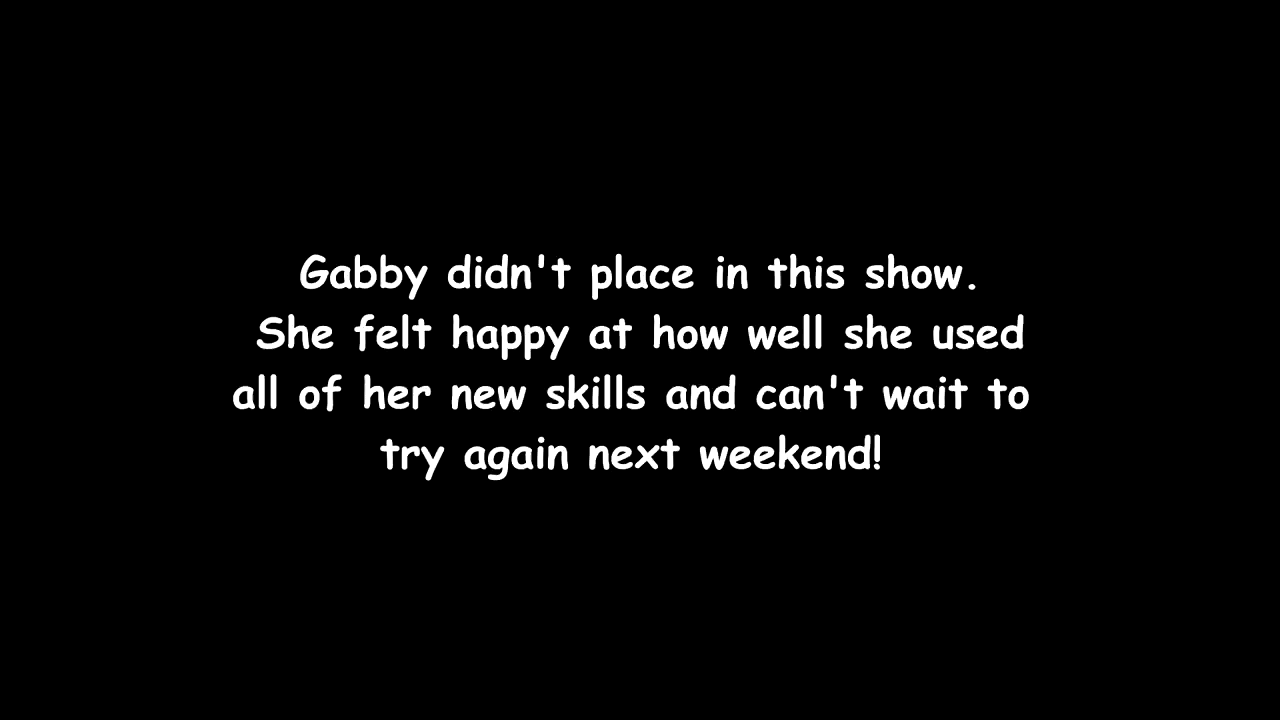 Gabby didn't place in this show.
She felt happy at how well she used
all of her new skills and can't wait to
try again next weekend!